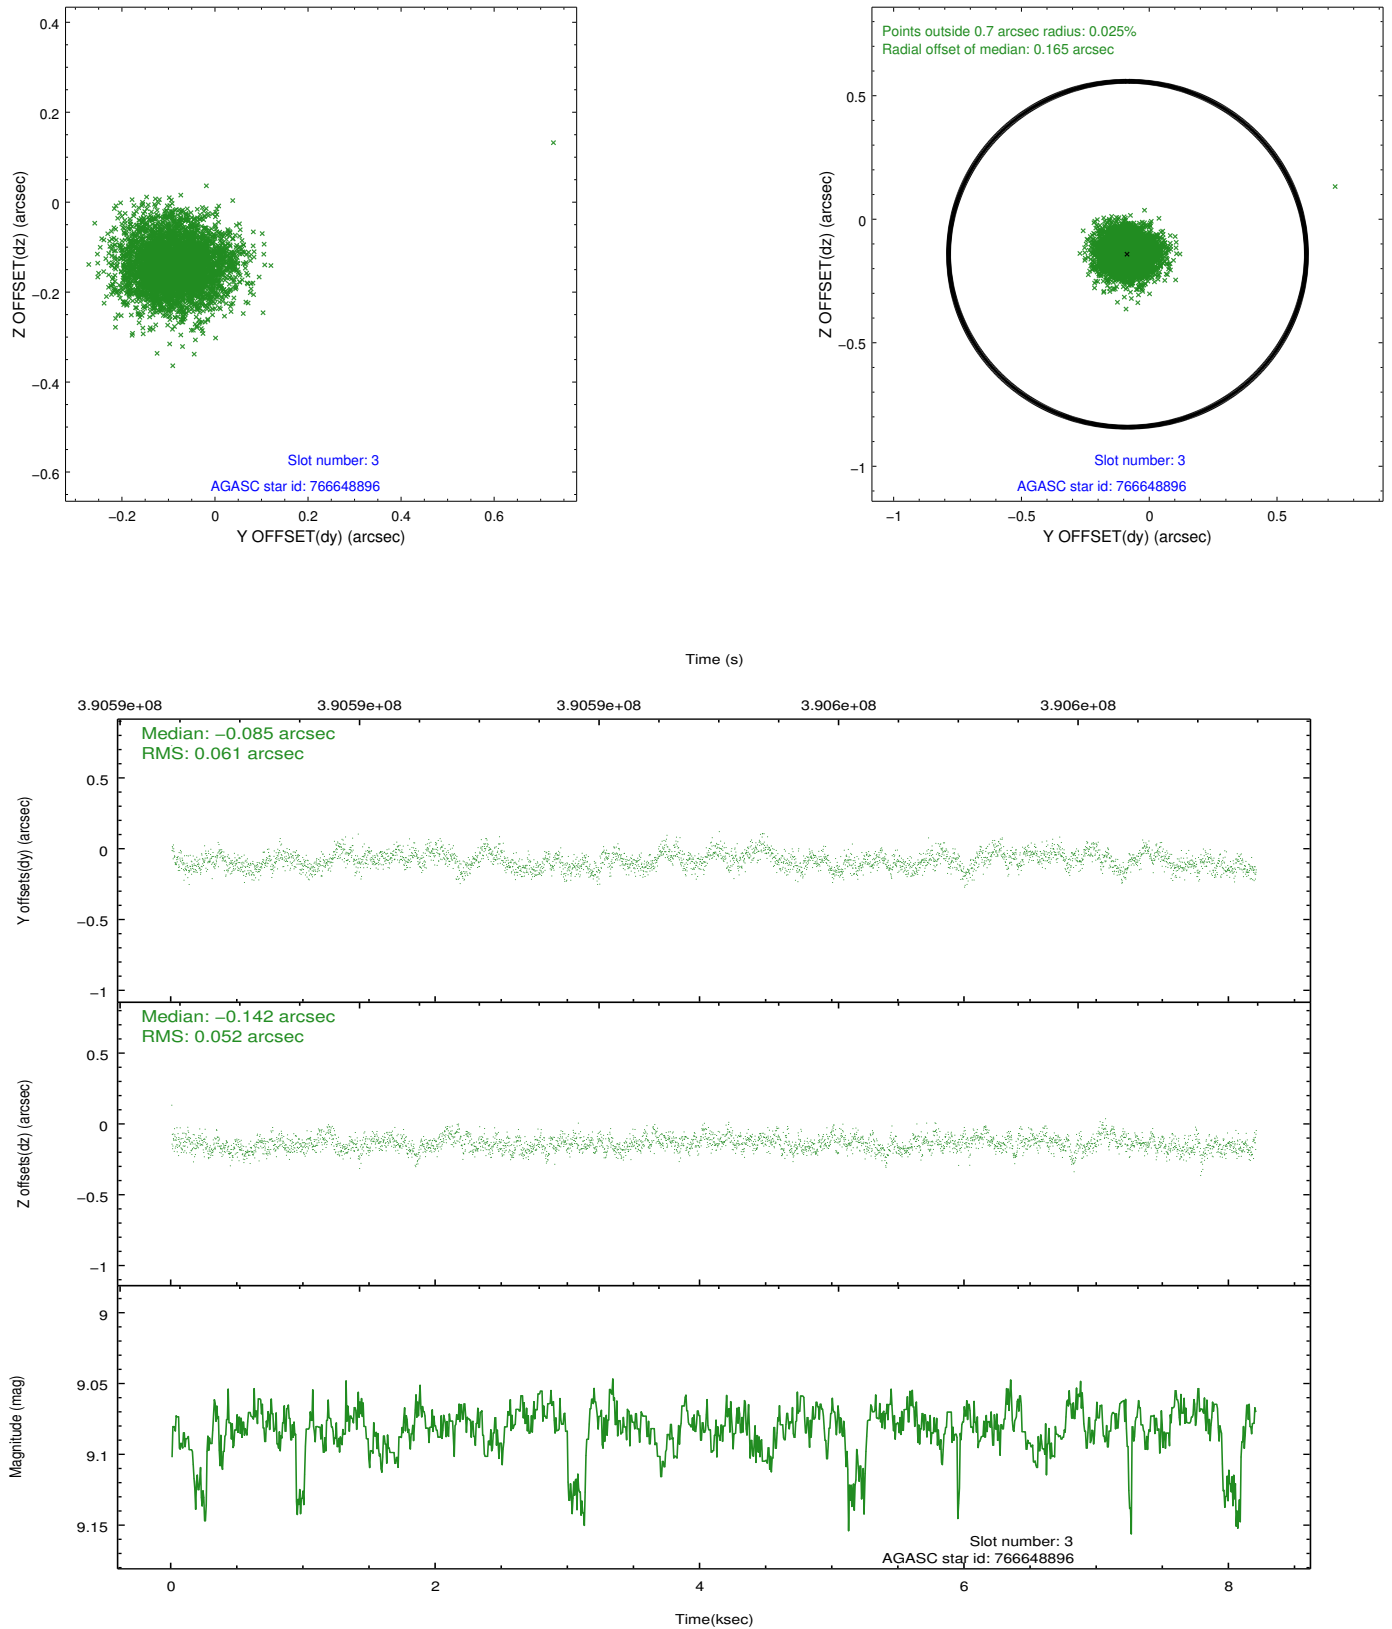 0.4
0.2
0
−0.2
−0.4
−0.6
Z OFFSET(dz) (arcsec)
Slot number: 3
AGASC star id: 766648896
−0.2 0 0.2 0.4 0.6
Y OFFSET(dy) (arcsec)
Points outside 0.7 arcsec radius: 0.025%
Radial offset of median: 0.165 arcsec
0.5
0
−0.5
−1
Z OFFSET(dz) (arcsec)
Slot number: 3
AGASC star id: 766648896
−1 −0.5 0 0.5
Y OFFSET(dy) (arcsec)
Time (s)
3.9059e+08 3.9059e+08 3.9059e+08 3.906e+08 3.906e+08
Median: −0.085 arcsec
RMS: 0.061 arcsec
0.5
0
−0.5
−1
Y offsets(dy) (arcsec)
Median: −0.142 arcsec
RMS: 0.052 arcsec
0.5
0
−0.5
−1
Z offsets(dz) (arcsec)
9
9.05
9.1
9.15
Magnitude (mag)
Slot number: 3
AGASC star id: 766648896
0 2 4 6 8
Time(ksec)